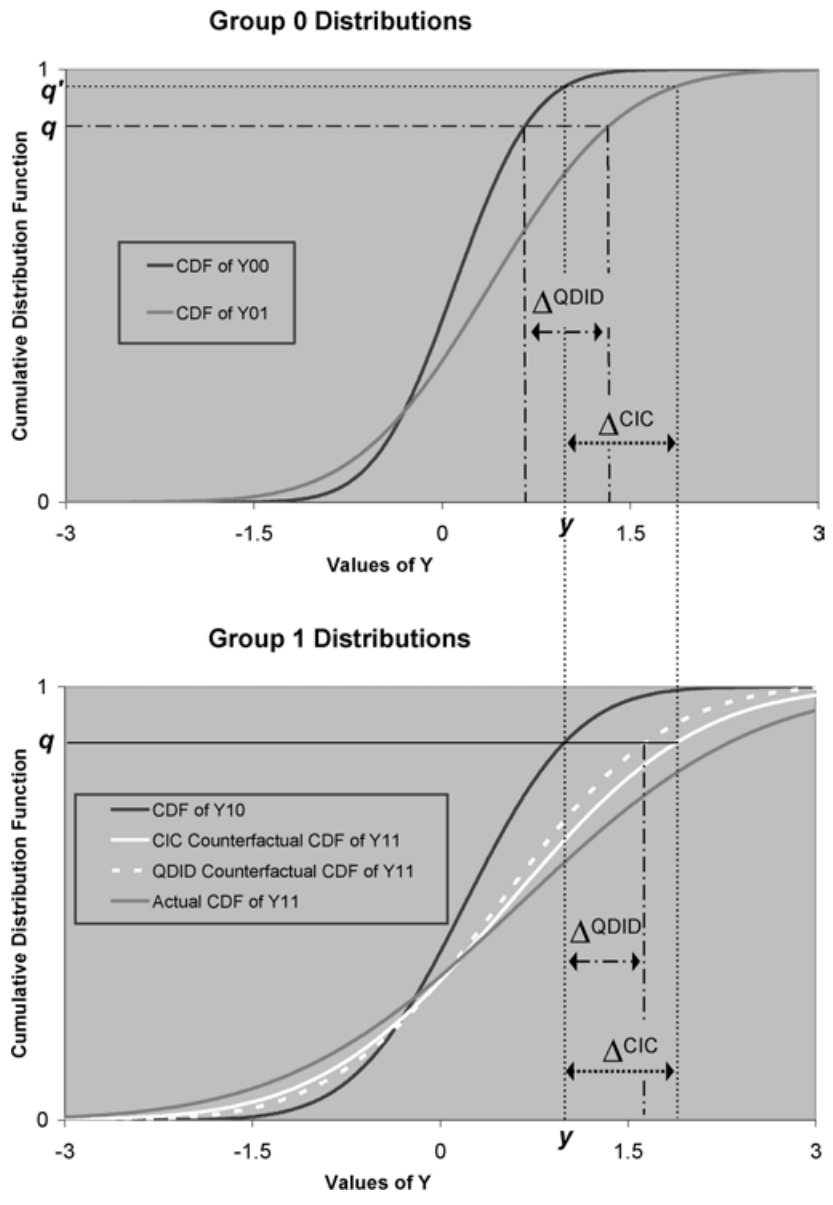 Group 0 Distributions
1
q'
q
Cumulative Distribution Function
CDF of Y00
CDF of Y01
Δ^QDID
Δ^CIC
0
-3
-1.5
0
y
1.5
3
Values of Y
Group 1 Distributions
1
q
Cumulative Distribution Function
CDF of Y10
CIC Counterfactual CDF of Y11
QDID Counterfactual CDF of Y11
Actual CDF of Y11
Δ^QDID
Δ^CIC
0
-3
-1.5
0
y
1.5
3
Values of Y